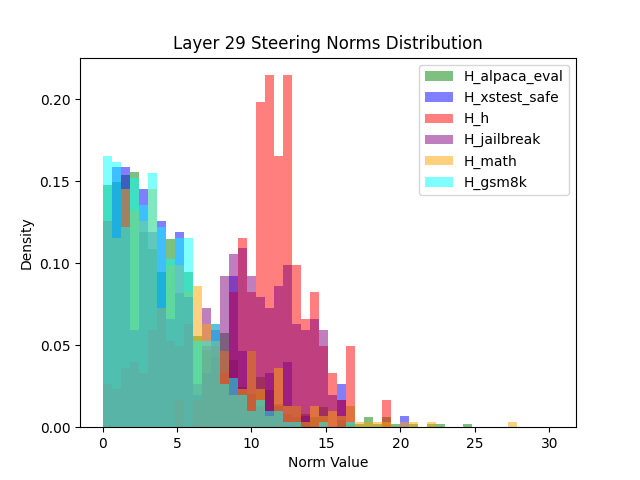 Layer 29 Steering Norms Distribution
H_alpaca_eval
H_xstest_safe
H_h
H_jailbreak
H_math
H_gsm8k
0.20
0.15
0.10
0.05
0.00
Density
0 5 10 15 20 25 30
Norm Value